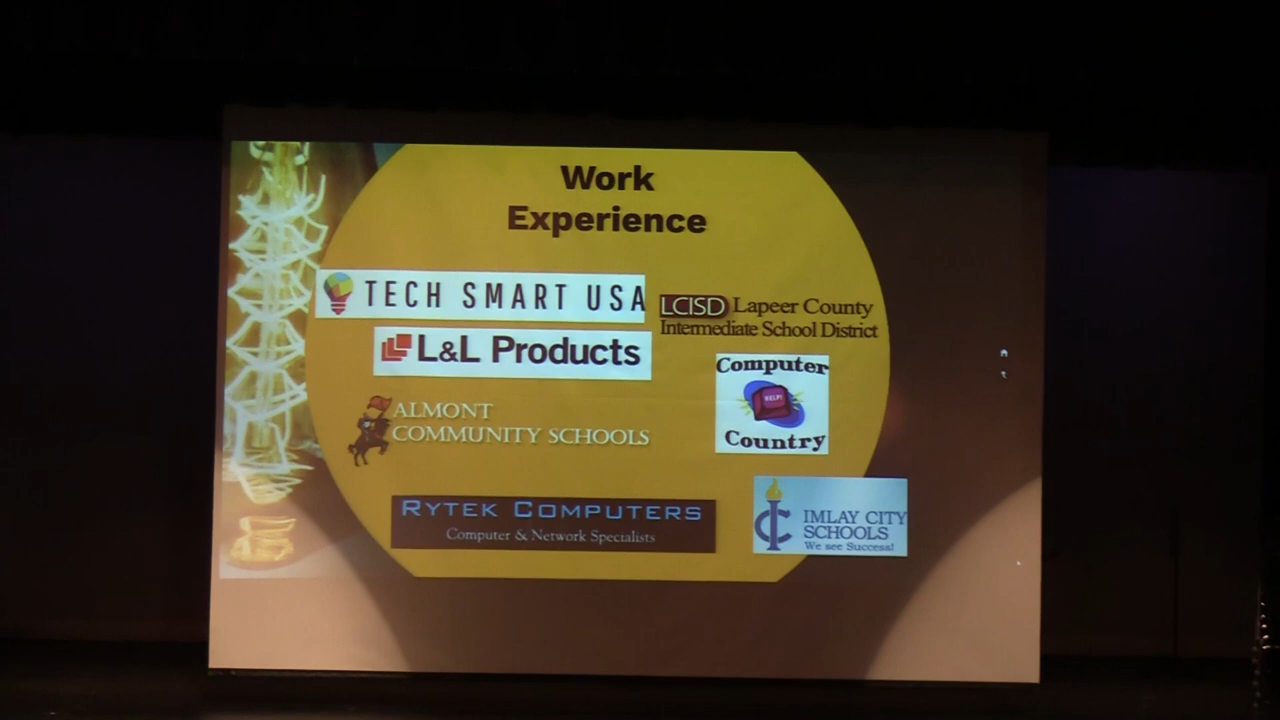 Work
Experience
TECH SMART USA
LCISD Lapeer County
Intermediate School District
L&L Products
Computer
HELP!
Country
ALMONT
COMMUNITY SCHOOLS
RYTEK COMPUTERS
Computer & Network Specialists
IMLAY CITY
SCHOOLS
We see Success!